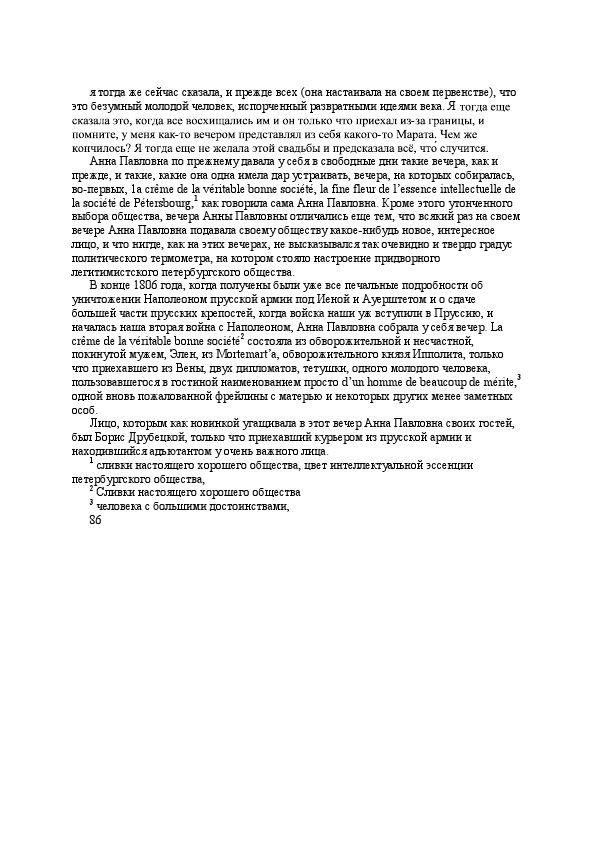 я тогда же сейчас сказала, и прежде всех (она настаивала на своем первенстве), что
это безумный молодой человек, испорченный развратными идеями века. Я тогда еще
сказала это, когда все восхищались им и он только что приехал из-за границы, и
помните, у меня как-то вечером представлял из себя какого-то Марата. Чем же
кончилось? Я тогда еще не желала этой свадьбы и предсказала всё, что́ случится.
Анна Павловна по прежнему давала у себя в свободные дни такие вечера, как и
прежде, и такие, какие она одна имела дар устраивать, вечера, на которых собиралась,
во-первых, 1a crême de la véritable bonne société, la fine fleur de l’essence intellectuelle de
la société de Pétersbourg,1 как говорила сама Анна Павловна. Кроме этого утонченного
выбора общества, вечера Анны Павловны отличались еще тем, что всякий раз на своем
вечере Анна Павловна подавала своему обществу какое-нибудь новое, интересное
лицо, и что нигде, как на этих вечерах, не высказывался так очевидно и твердо градус
политического термометра, на котором стояло настроение придворного
легитимистского петербургского общества.
В конце 1806 года, когда получены были уже все печальные подробности об
уничтожении Наполеоном прусской армии под Иеной и Ауерштетом и о сдаче
большей части прусских крепостей, когда войска наши уж вступили в Пруссию, и
началась наша вторая война с Наполеоном, Анна Павловна собрала у себя вечер. La
crême de la véritable bonne société2 состояла из обворожительной и несчастной,
покинутой мужем, Элен, из Mortemart’a, обворожительного князя Ипполита, только
что приехавшего из Вены, двух дипломатов, тетушки, одного молодого человека,
пользовавшегося в гостиной наименованием просто d’un homme de beaucoup de mérite,3
одной вновь пожалованной фрейлины с матерью и некоторых других менее заметных
особ.
Лицо, которым как новинкой угащивала в этот вечер Анна Павловна своих гостей,
был Борис Друбецкой, только что приехавший курьером из прусской армии и
находившийся адъютантом у очень важного лица.
1 сливки настоящего хорошего общества, цвет интеллектуальной эссенции
петербургского общества,
2 Сливки настоящего хорошего общества
3 человека с большими достоинствами,
86